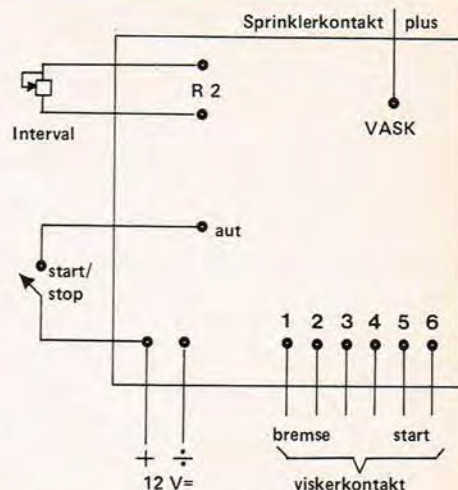 Sprinklerkontakt plus
R 2
VASK
Interval
aut
start/
stop
1 2 3 4 5 6
bremse start
+ ÷
12 V=
viskerkontakt